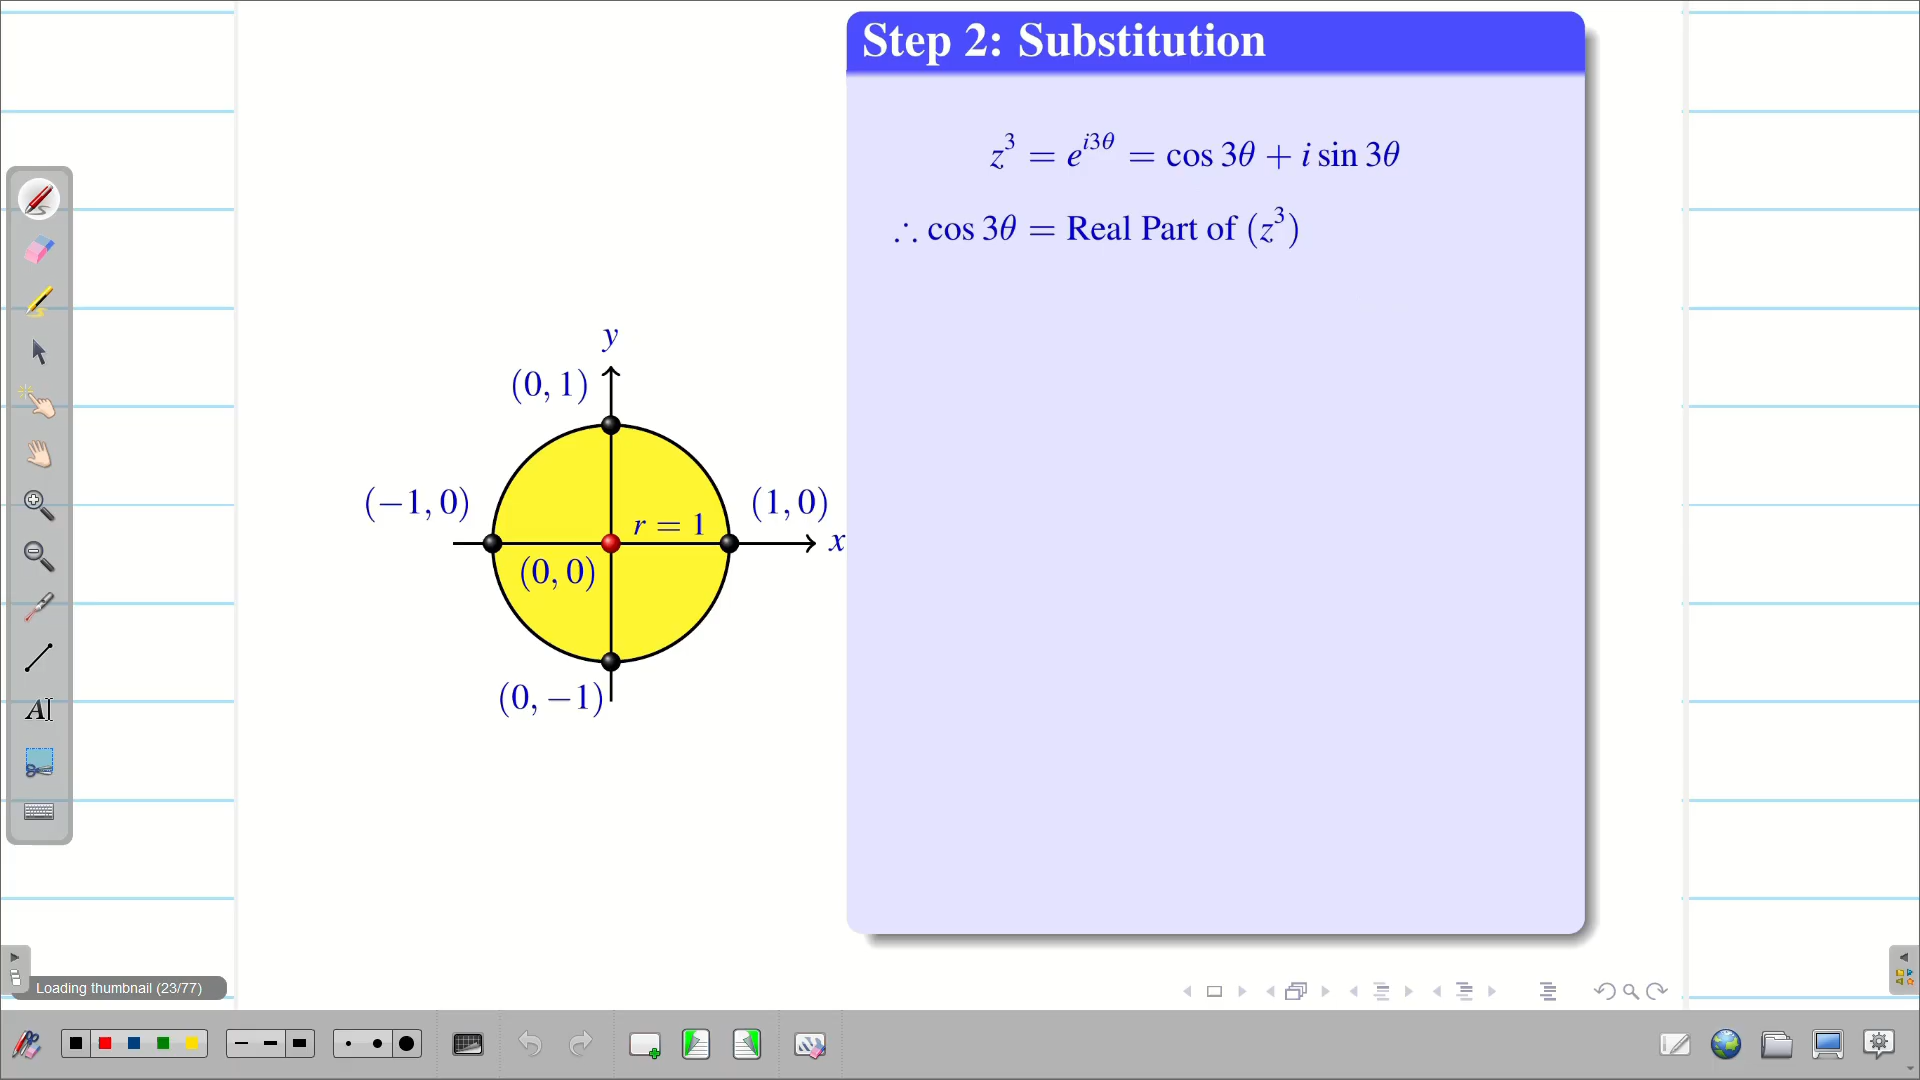 Step 2: Substitution
z³ = e^{i3θ} = cos 3θ + i sin 3θ
∴ cos 3θ = Real Part of (z³)
y
(0, 1)
(−1, 0)
(1, 0)
r = 1
x
(0, 0)
(0, −1)
A
Loading thumbnail (23/77)